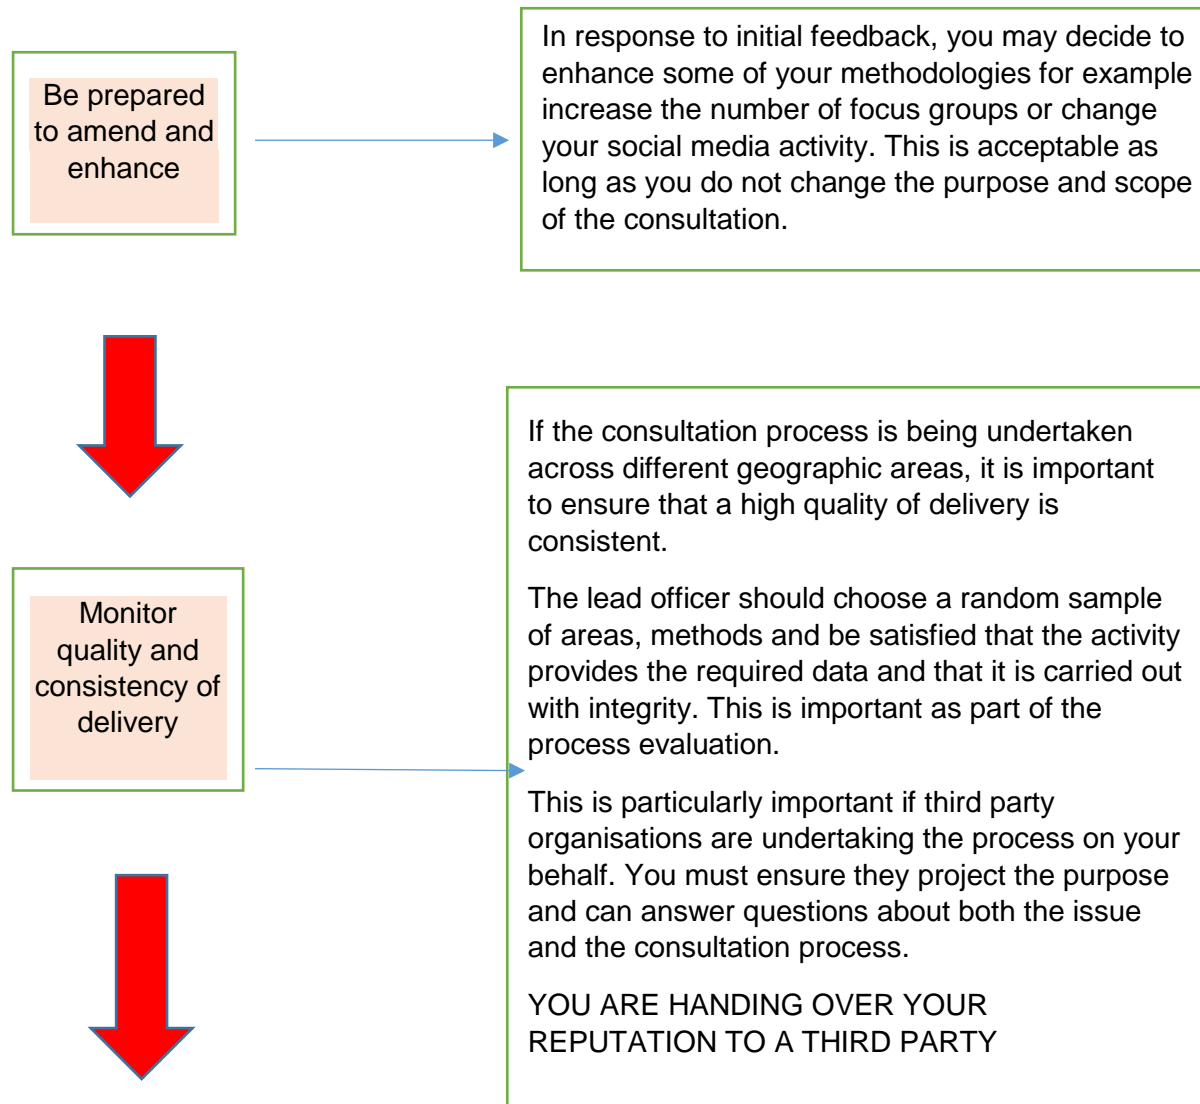 Be prepared
to amend and
enhance
In response to initial feedback, you may decide to
enhance some of your methodologies for example
increase the number of focus groups or change
your social media activity. This is acceptable as
long as you do not change the purpose and scope
of the consultation.
Monitor
quality and
consistency of
delivery
If the consultation process is being undertaken
across different geographic areas, it is important
to ensure that a high quality of delivery is
consistent.
The lead officer should choose a random sample
of areas, methods and be satisfied that the activity
provides the required data and that it is carried out
with integrity. This is important as part of the
process evaluation.
This is particularly important if third party
organisations are undertaking the process on your
behalf. You must ensure they project the purpose
and can answer questions about both the issue
and the consultation process.
YOU ARE HANDING OVER YOUR
REPUTATION TO A THIRD PARTY